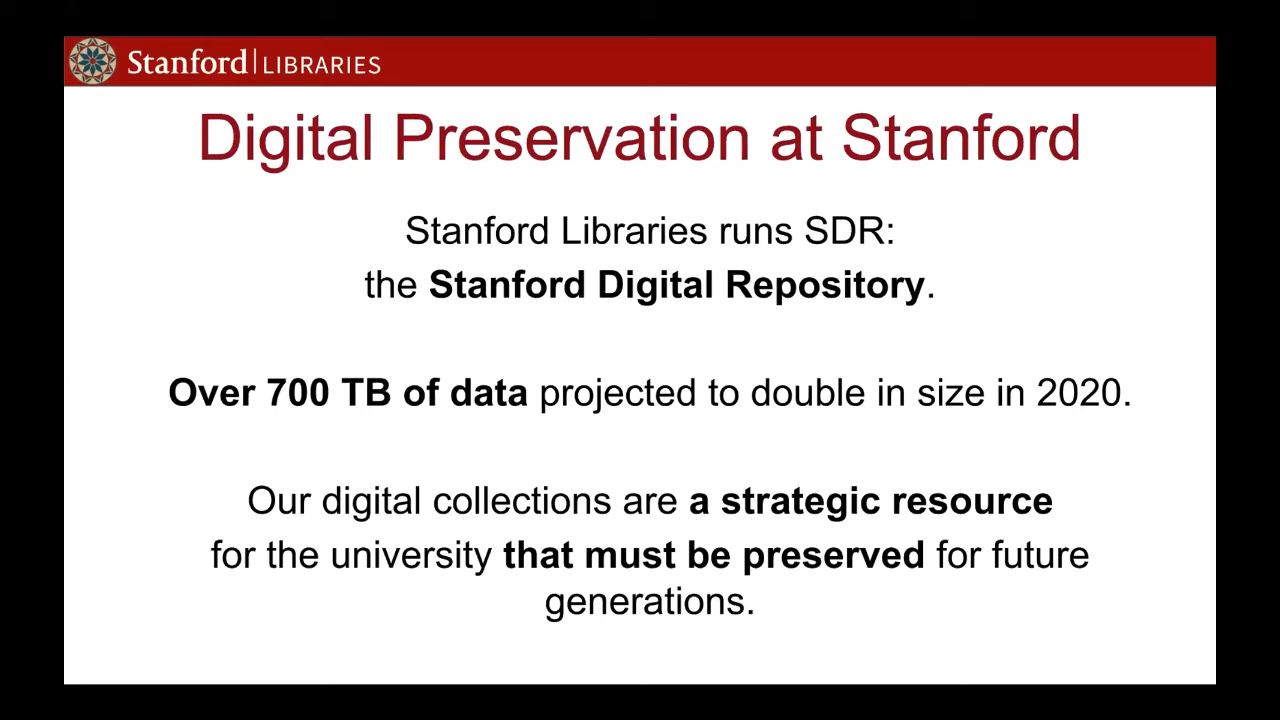 Stanford LIBRARIES
Digital Preservation at Stanford
Stanford Libraries runs SDR:
the Stanford Digital Repository.
Over 700 TB of data projected to double in size in 2020.
Our digital collections are a strategic resource
for the university that must be preserved for future
generations.